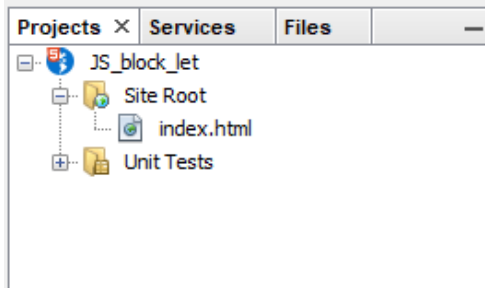 Projects × Services Files
JS_block_let
Site Root
index.html
Unit Tests